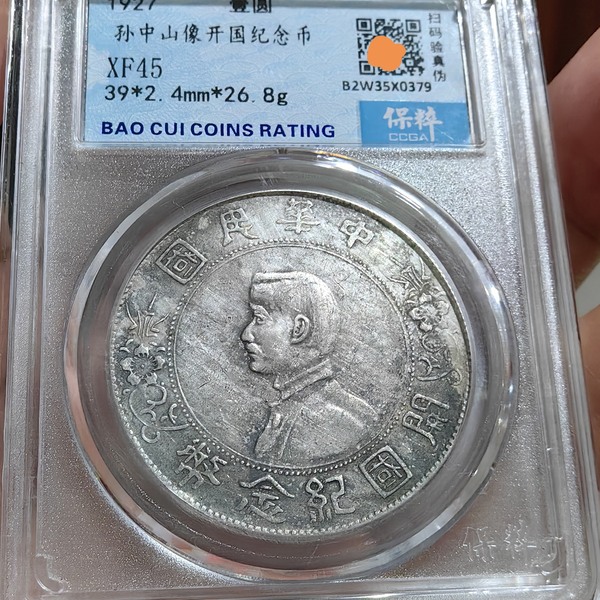 1927 壹圆
孙中山像开国纪念币
XF45
39*2.4mm*26.8g
BAO CUI COINS RATING
扫码验真伪
B2W35X0379
保粹
CCGA
中華民國
開國紀念幣